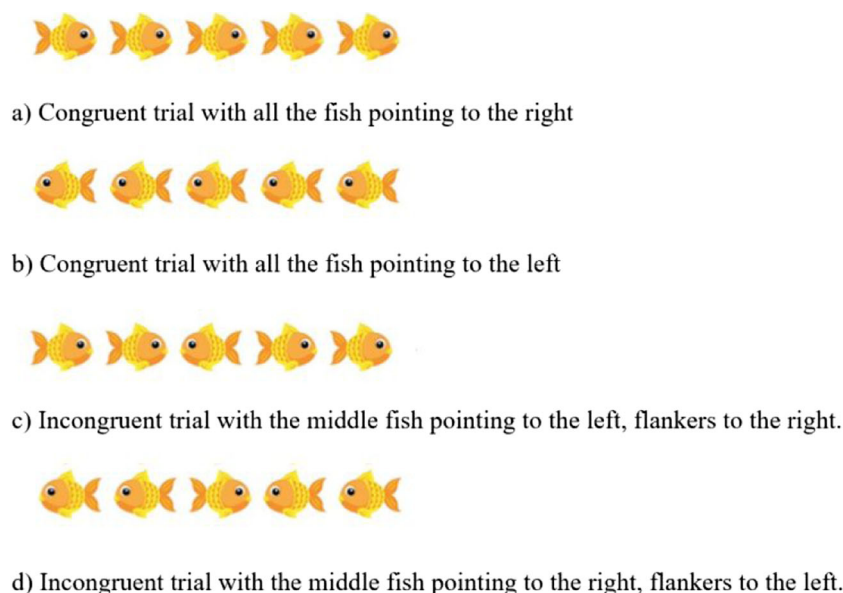 a) Congruent trial with all the fish pointing to the right
b) Congruent trial with all the fish pointing to the left
c) Incongruent trial with the middle fish pointing to the left, flankers to the right.
d) Incongruent trial with the middle fish pointing to the right, flankers to the left.